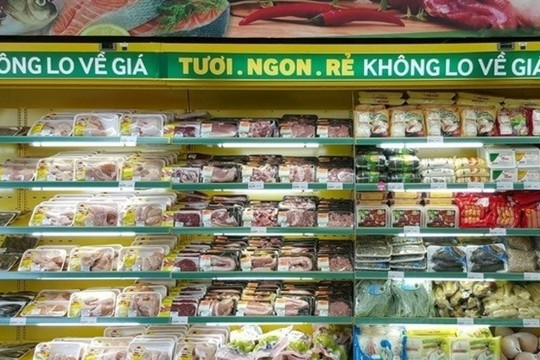 ÔNG LO VỀ GIÁ TƯƠI.NGON.RẺ KHÔNG LO VỀ GIÁ